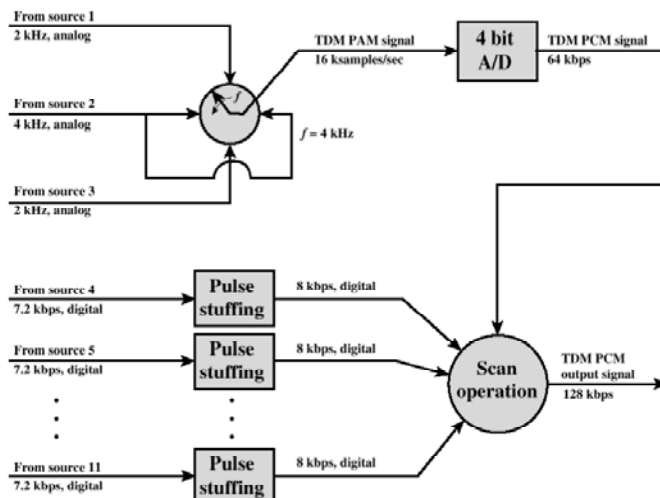 From source 1
2 kHz, analog
TDM PAM signal
16 ksamples/sec
4 bit
A/D
TDM PCM signal
64 kbps
f
From source 2
4 kHz, analog
f = 4 kHz
From source 3
2 kHz, analog
From source 4
7.2 kbps, digital
Pulse
stuffing
8 kbps, digital
From source 5
7.2 kbps, digital
Pulse
stuffing
8 kbps, digital
Scan
operation
TDM PCM
output signal
128 kbps
From source 11
7.2 kbps, digital
Pulse
stuffing
8 kbps, digital